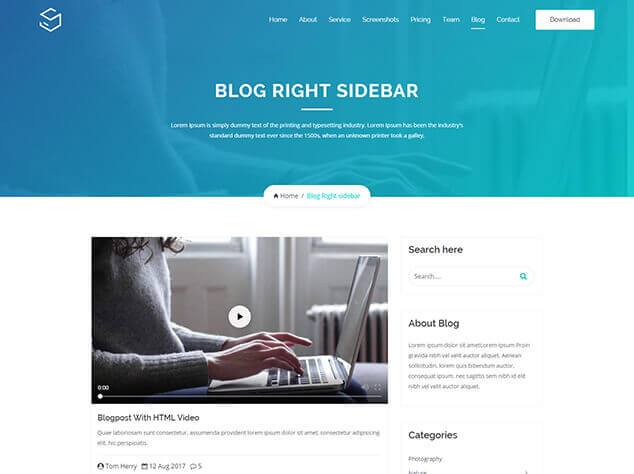 Home About Service Screenshots Pricing Team Blog Contact Download
BLOG RIGHT SIDEBAR
Lorem Ipsum is simply dummy text of the printing and typesetting industry. Lorem Ipsum has been the industry's
standard dummy text ever since the 1500s, when an unknown printer took a galley.
Home / Blog Right sidebar
0:00
Blogpost With HTML Video
Quae laboriosam sunt consectetur, assumenda provident lorem ipsum dolor sit amet, consectetur adipisicing
elit, hic perspiciatis.
Tom Herry 12 Aug 2017 5
Search here
Search....
About Blog
Lorem ipsum dolor sit ametLorem ipsum Proin
gravida nibh vel velit auctor aliquet. Aenean
sollicitudin, lorem quis bibendum auctor,
consequat ipsum, nec sagittis sem nibh id elit
nibh vel velit auctor aliquet.
Categories
Photography
Nature